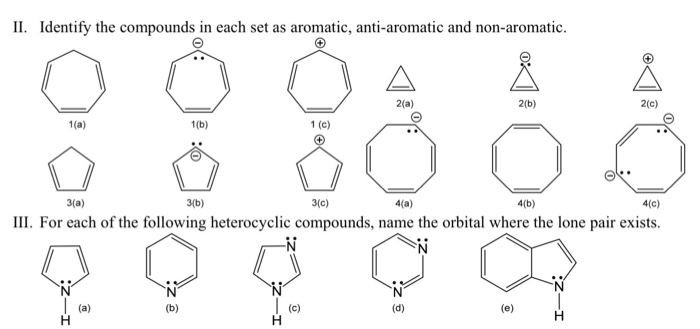 II. Identify the compounds in each set as aromatic, anti-aromatic and non-aromatic.
⊖ ⊕ ⊖ ⊕
2(a) 2(b) 2(c)
1(a) 1(b) 1 (c)
⊖ ⊕ ⊖ ⊖ ⊖
3(a) 3(b) 3(c) 4(a) 4(b) 4(c)
III. For each of the following heterocyclic compounds, name the orbital where the lone pair exists.
N N
N N N N N
(a) (b) (c) (d) (e)
H H H